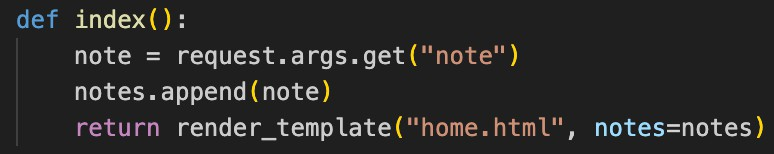 def index():
    note = request.args.get("note")
    notes.append(note)
    return render_template("home.html", notes=notes)